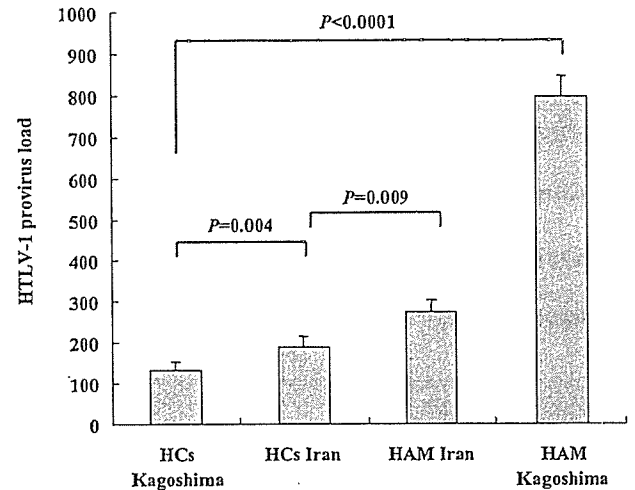 1000
900
800
700
600
500
400
300
200
100
0
HTLV-1 provirus load
P<0.0001
P=0.004
P=0.009
HCs
Kagoshima
HCs Iran
HAM Iran
HAM
Kagoshima